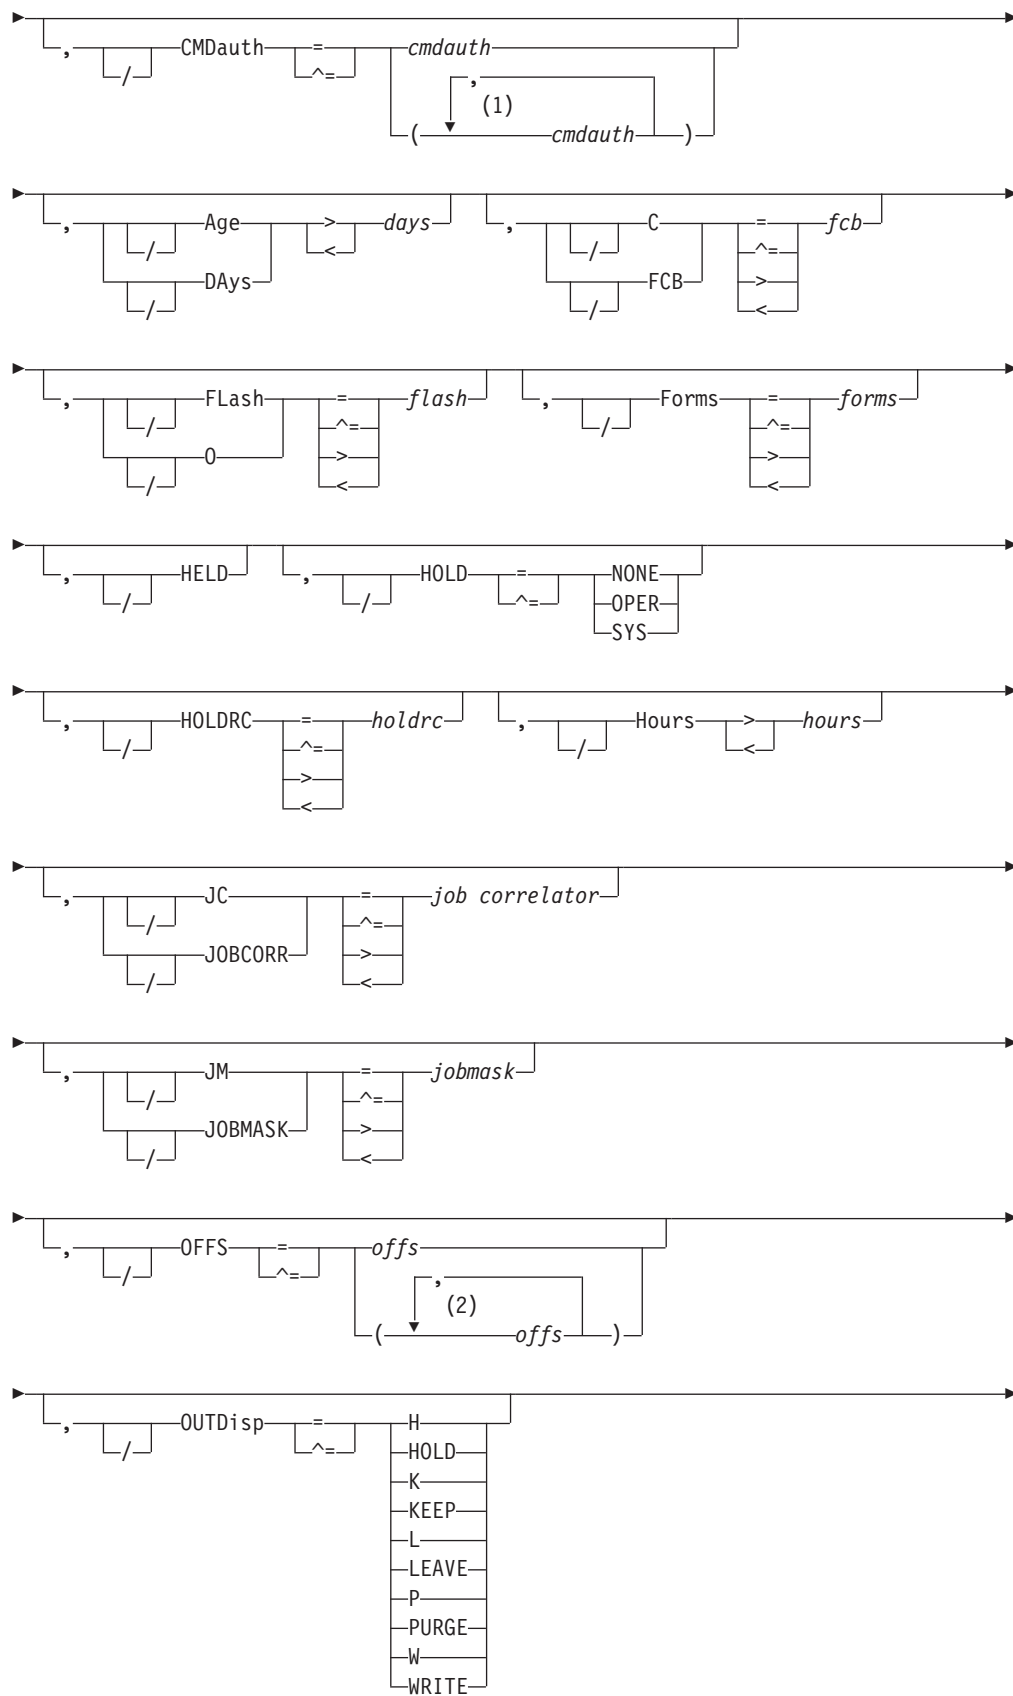 , / CMDauth = cmdauth
^= ,
(1)
( cmdauth )
, / Age > days , / C = fcb
/ < / ^=
DAys FCB >
/ / <
, / FLash = flash , / Forms = forms
^= ^=
O > >
/ < <
, / HELD , / HOLD = NONE
^= OPER
SYS
, / HOLDRC = holdrc , / Hours > hours
^= <
>
<
, / JC = job correlator
^=
/ JOBCORR >
<
, / JM = jobmask
^=
/ JOBMASK >
<
, / OFFS = offs
^= ,
(2)
( offs )
, / OUTDisp = H
^= HOLD
K
KEEP
L
LEAVE
P
PURGE
W
WRITE